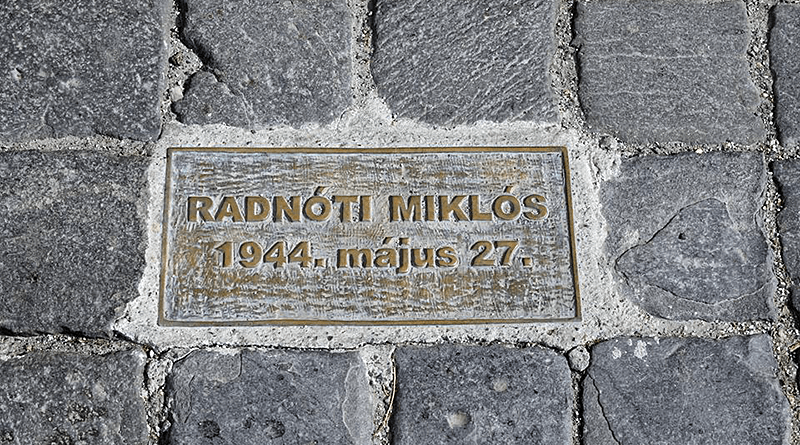 RADNÓTI MIKLÓS
1944. május 27.